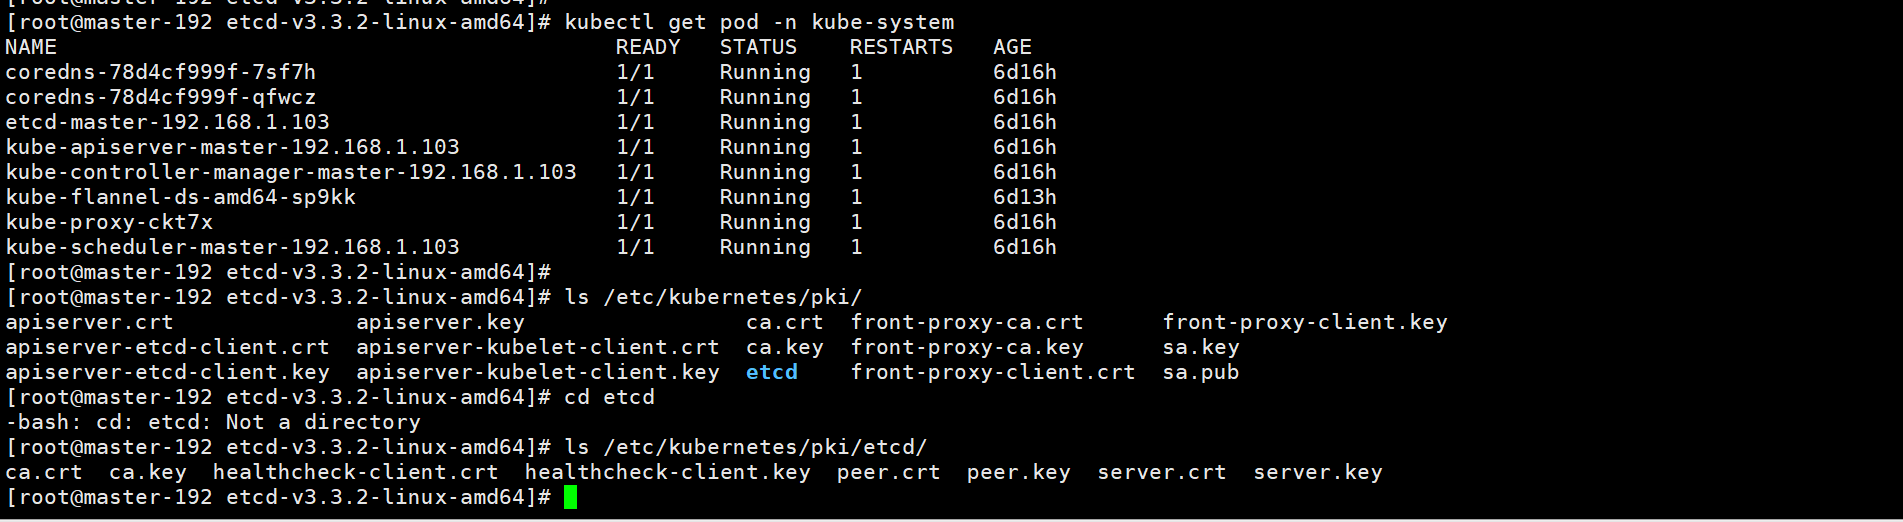 [root@master-192 etcd-v3.3.2-linux-amd64]#
[root@master-192 etcd-v3.3.2-linux-amd64]# kubectl get pod -n kube-system
NAME READY STATUS RESTARTS AGE
coredns-78d4cf999f-7sf7h 1/1 Running 1 6d16h
coredns-78d4cf999f-qfwcz 1/1 Running 1 6d16h
etcd-master-192.168.1.103 1/1 Running 1 6d16h
kube-apiserver-master-192.168.1.103 1/1 Running 1 6d16h
kube-controller-manager-master-192.168.1.103 1/1 Running 1 6d16h
kube-flannel-ds-amd64-sp9kk 1/1 Running 1 6d13h
kube-proxy-ckt7x 1/1 Running 1 6d16h
kube-scheduler-master-192.168.1.103 1/1 Running 1 6d16h
[root@master-192 etcd-v3.3.2-linux-amd64]#
[root@master-192 etcd-v3.3.2-linux-amd64]# ls /etc/kubernetes/pki/
apiserver.crt apiserver.key ca.crt front-proxy-ca.crt front-proxy-client.key
apiserver-etcd-client.crt apiserver-kubelet-client.crt ca.key front-proxy-ca.key sa.key
apiserver-etcd-client.key apiserver-kubelet-client.key etcd front-proxy-client.crt sa.pub
[root@master-192 etcd-v3.3.2-linux-amd64]# cd etcd
-bash: cd: etcd: Not a directory
[root@master-192 etcd-v3.3.2-linux-amd64]# ls /etc/kubernetes/pki/etcd/
ca.crt ca.key healthcheck-client.crt healthcheck-client.key peer.crt peer.key server.crt server.key
[root@master-192 etcd-v3.3.2-linux-amd64]#